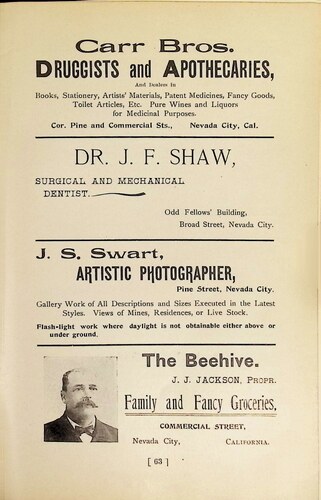 Carr Bros.
DRUGGISTS and APOTHECARIES,
And Dealers in
Books, Stationery, Artists' Materials, Patent Medicines, Fancy Goods,
Toilet Articles, Etc. Pure Wines and Liquors
for Medicinal Purposes.
Cor. Pine and Commercial Sts., Nevada City, Cal.
DR. J. F. SHAW,
SURGICAL AND MECHANICAL
DENTIST.
Odd Fellows' Building,
Broad Street, Nevada City.
J. S. Swart,
ARTISTIC PHOTOGRAPHER,
Pine Street, Nevada City.
Gallery Work of All Descriptions and Sizes Executed in the Latest
Styles. Views of Mines, Residences, or Live Stock.
Flash-light work where daylight is not obtainable either above or
under ground.
The Beehive.
J. J. JACKSON, PROPR.
Family and Fancy Groceries,
COMMERCIAL STREET,
Nevada City, CALIFORNIA.
[ 63 ]